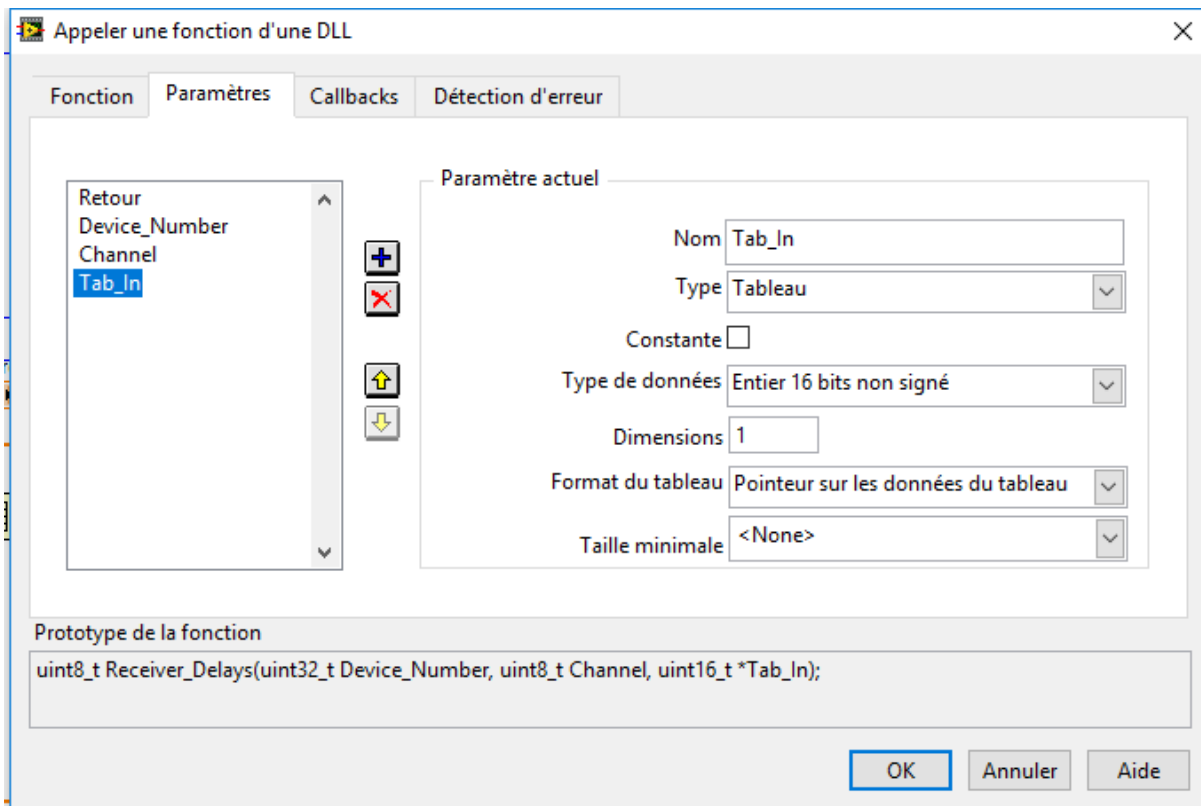 Appeler une fonction d'une DLL
Fonction Paramètres Callbacks Détection d'erreur
Retour
Device_Number
Channel
Tab_In
Paramètre actuel
Nom Tab_In
Type Tableau
Constante
Type de données Entier 16 bits non signé
Dimensions 1
Format du tableau Pointeur sur les données du tableau
Taille minimale <None>
Prototype de la fonction
uint8_t Receiver_Delays(uint32_t Device_Number, uint8_t Channel, uint16_t *Tab_In);
OK Annuler Aide